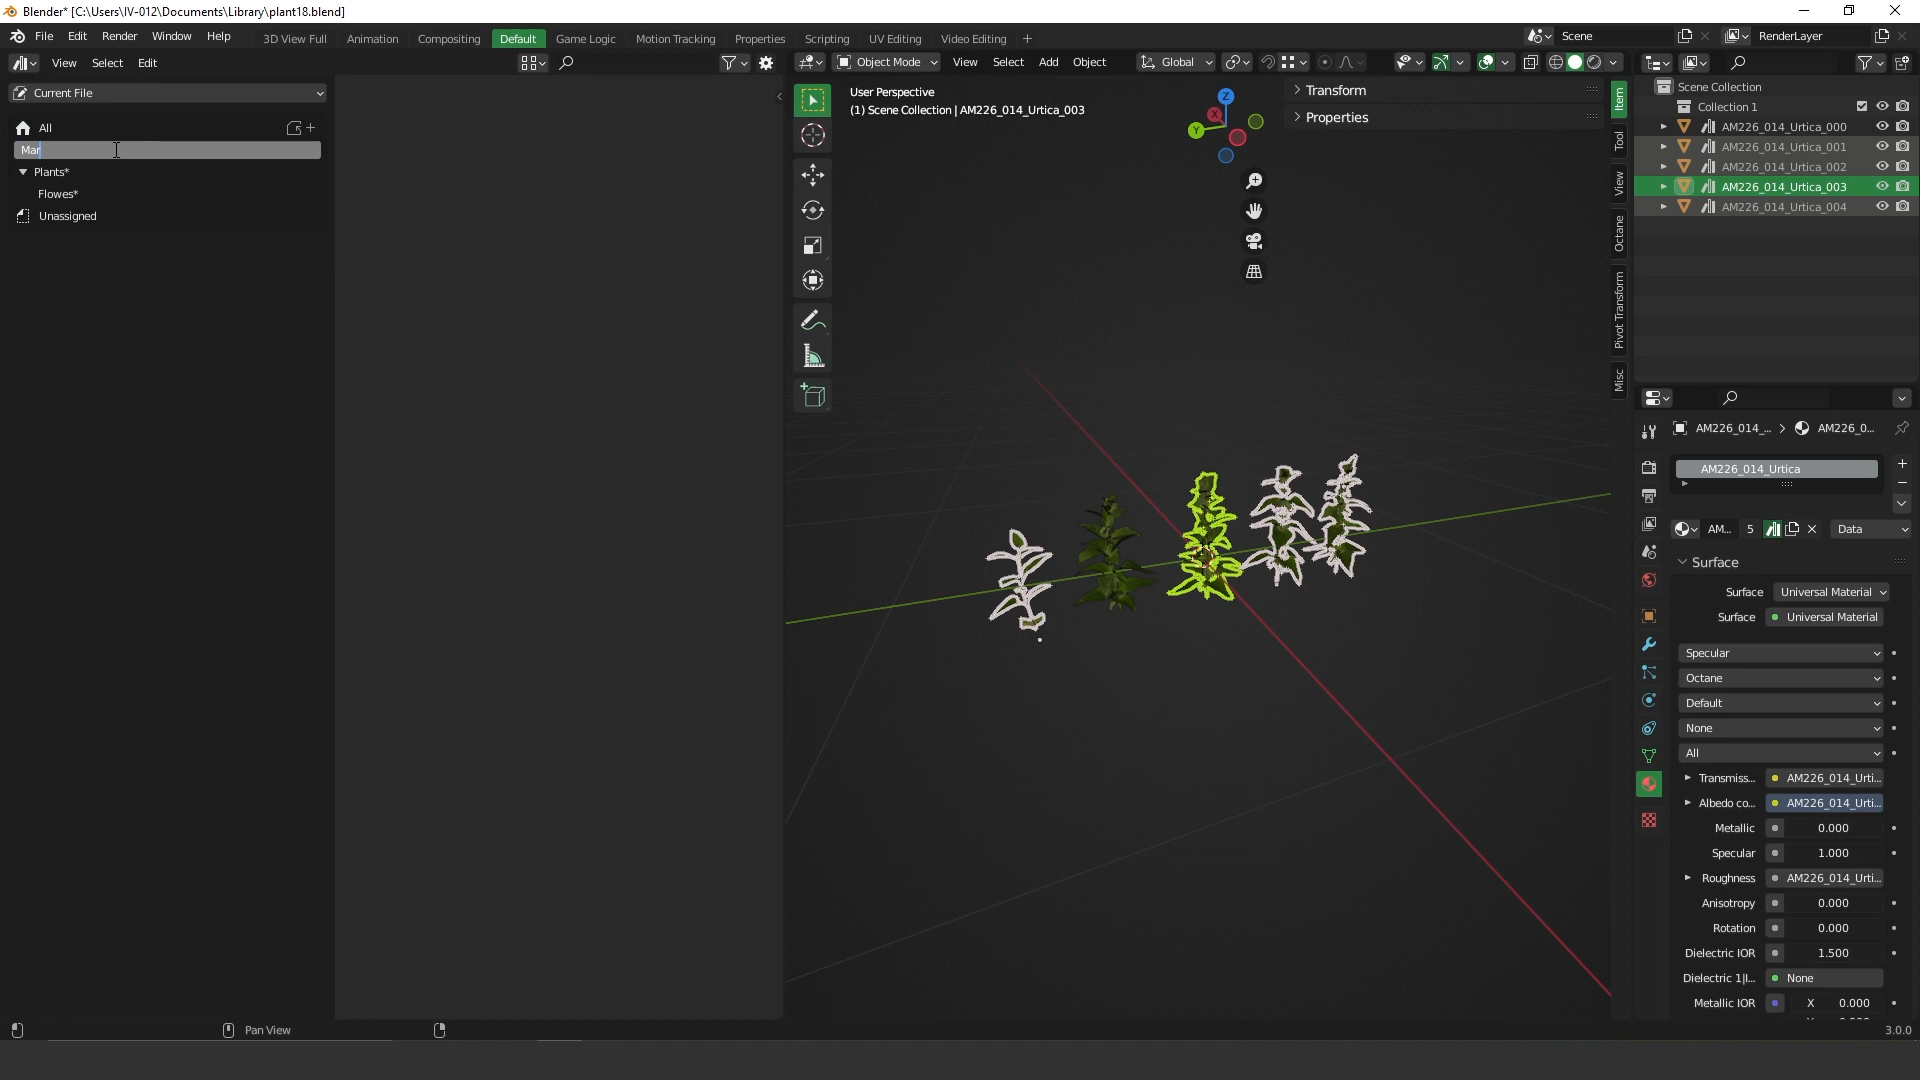 Blender* [C:\Users\IV-012\Documents\Library\plant18.blend]
File Edit Render Window Help
3D View Full Animation Compositing Default Game Logic Motion Tracking Properties Scripting UV Editing Video Editing +
Scene
RenderLayer
View Select Edit
Object Mode View Select Add Object
Global
Current File
All
Mar
Plants*
Flowes*
Unassigned
User Perspective
(1) Scene Collection | AM226_014_Urtica_003
Z
X
Y
Transform
Properties
Item
Tool
View
Octane
Pivot Transform
Misc
Scene Collection
Collection 1
AM226_014_Urtica_000
AM226_014_Urtica_001
AM226_014_Urtica_002
AM226_014_Urtica_003
AM226_014_Urtica_004
AM226_014_... > AM226_0...
AM226_014_Urtica
AM... 5 Data
Surface
Surface Universal Material
Surface Universal Material
Specular
Octane
Default
None
All
Transmiss... AM226_014_Urti...
Albedo co... AM226_014_Urti...
Metallic 0.000
Specular 1.000
Roughness AM226_014_Urti...
Anisotropy 0.000
Rotation 0.000
Dielectric IOR 1.500
Dielectric 1|I... None
Metallic IOR X 0.000
Pan View
3.0.0